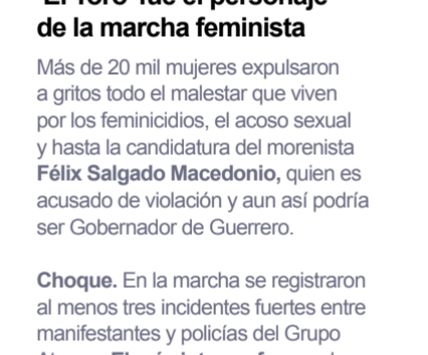 de la marcha feminista
Más de 20 mil mujeres expulsaron
a gritos todo el malestar que viven
por los feminicidios, el acoso sexual
y hasta la candidatura del morenista
Félix Salgado Macedonio, quien es
acusado de violación y aun así podría
ser Gobernador de Guerrero.
Choque. En la marcha se registraron
al menos tres incidentes fuertes entre
manifestantes y policías del Grupo